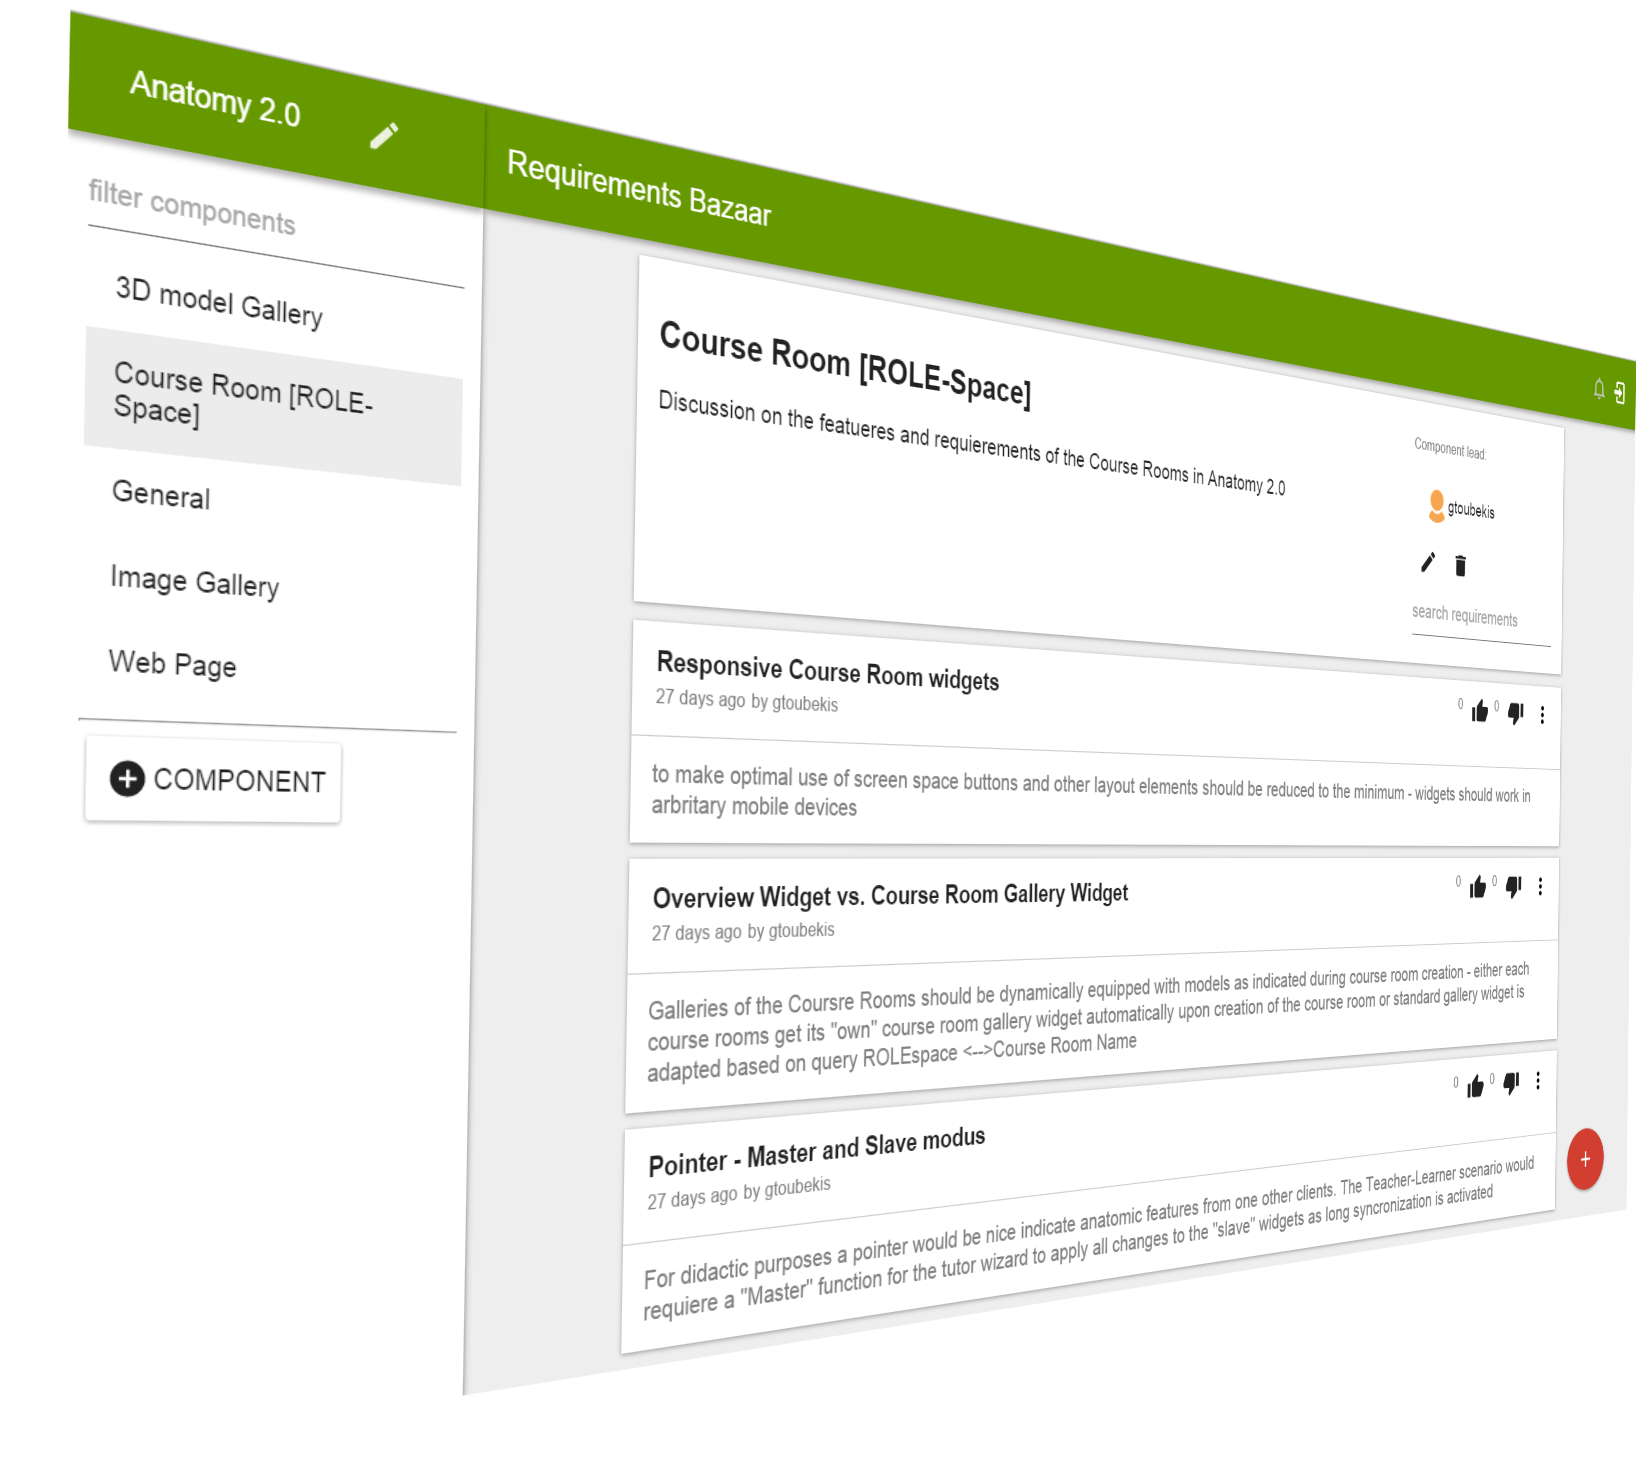 Anatomy 2.0
Requirements Bazaar
filter components
3D model Gallery
Course Room [ROLE-
Space]
General
Image Gallery
Web Page
COMPONENT
Course Room [ROLE-Space]
Discussion on the featueres and requierements of the Course Rooms in Anatomy 2.0
Component lead:
gtoubekis
search requirements
Responsive Course Room widgets
27 days ago by gtoubekis
0 0
to make optimal use of screen space buttons and other layout elements should be reduced to the minimum - widgets should work in
arbritary mobile devices
Overview Widget vs. Course Room Gallery Widget
27 days ago by gtoubekis
0 0
Galleries of the Coursre Rooms should be dynamically equipped with models as indicated during course room creation - either each
course rooms get its "own" course room gallery widget automatically upon creation of the course room or standard gallery widget is
adapted based on query ROLEspace <-->Course Room Name
Pointer - Master and Slave modus
27 days ago by gtoubekis
0 0
For didactic purposes a pointer would be nice indicate anatomic features from one other clients. The Teacher-Learner scenario would
requiere a "Master" function for the tutor wizard to apply all changes to the "slave" widgets as long syncronization is activated
+